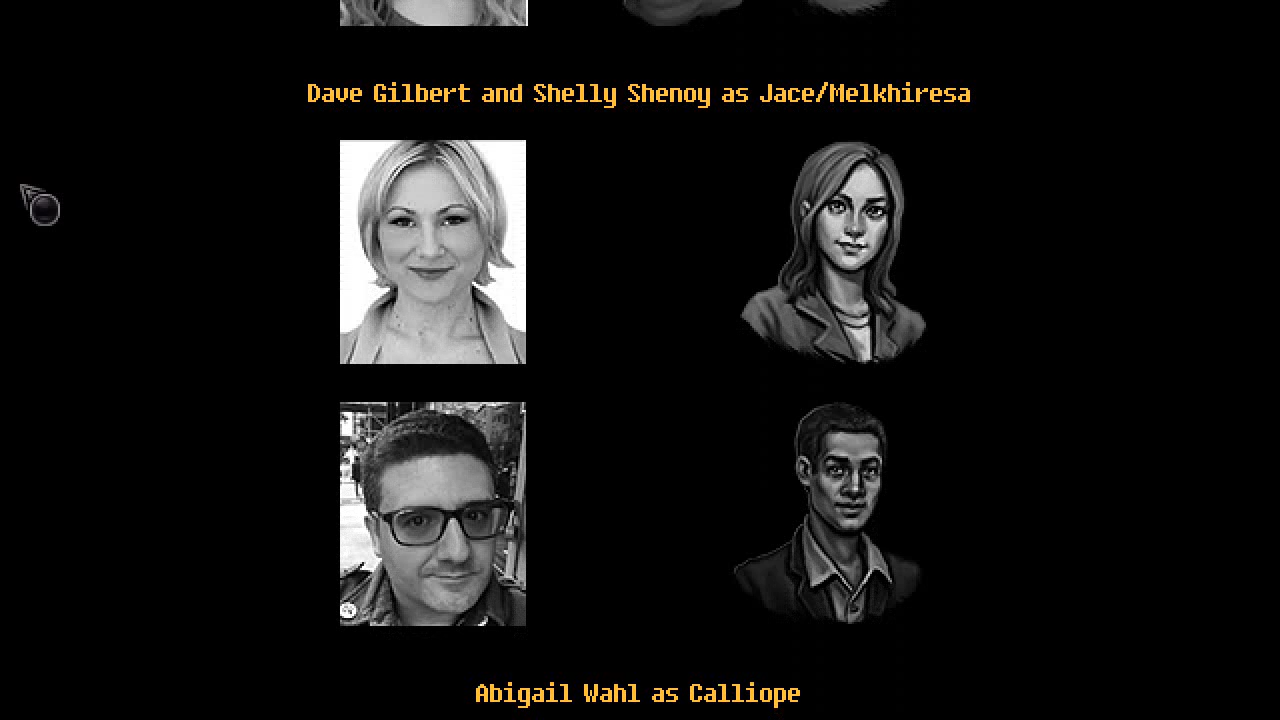 Dave Gilbert and Shelly Shenoy as Jace/Melkhiresa
Abigail Wahl as Calliope